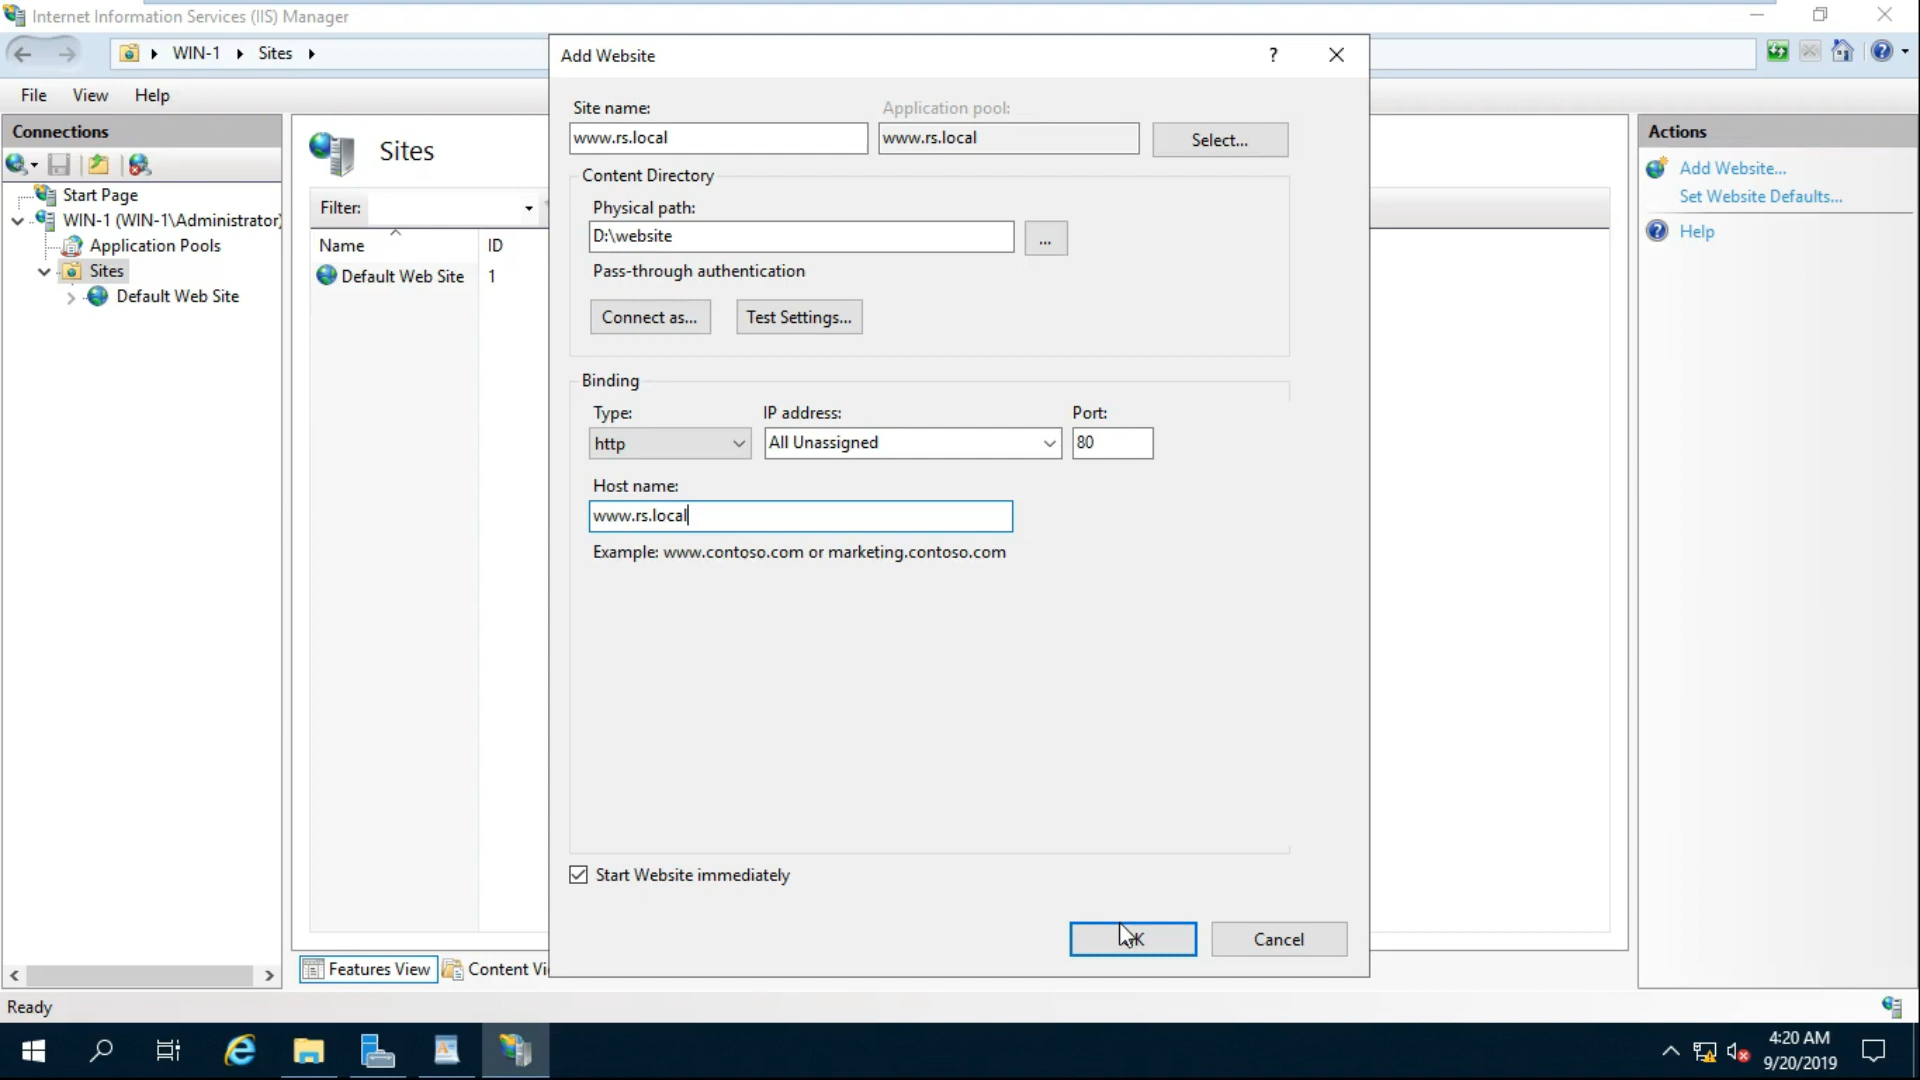 Internet Information Services (IIS) Manager
WIN-1 Sites
File View Help
Connections
Start Page
WIN-1 (WIN-1\Administrator)
Application Pools
Sites
Default Web Site
Sites
Filter:
Name ID
Default Web Site 1
Features View Content Vi
Add Website ?
Site name: Application pool:
www.rs.local www.rs.local Select...
Content Directory
Physical path:
D:\website ...
Pass-through authentication
Connect as... Test Settings...
Binding
Type: IP address: Port:
http All Unassigned 80
Host name:
www.rs.local
Example: www.contoso.com or marketing.contoso.com
Start Website immediately
Cancel
Actions
Add Website...
Set Website Defaults...
Help
Ready
4:20 AM
9/20/2019